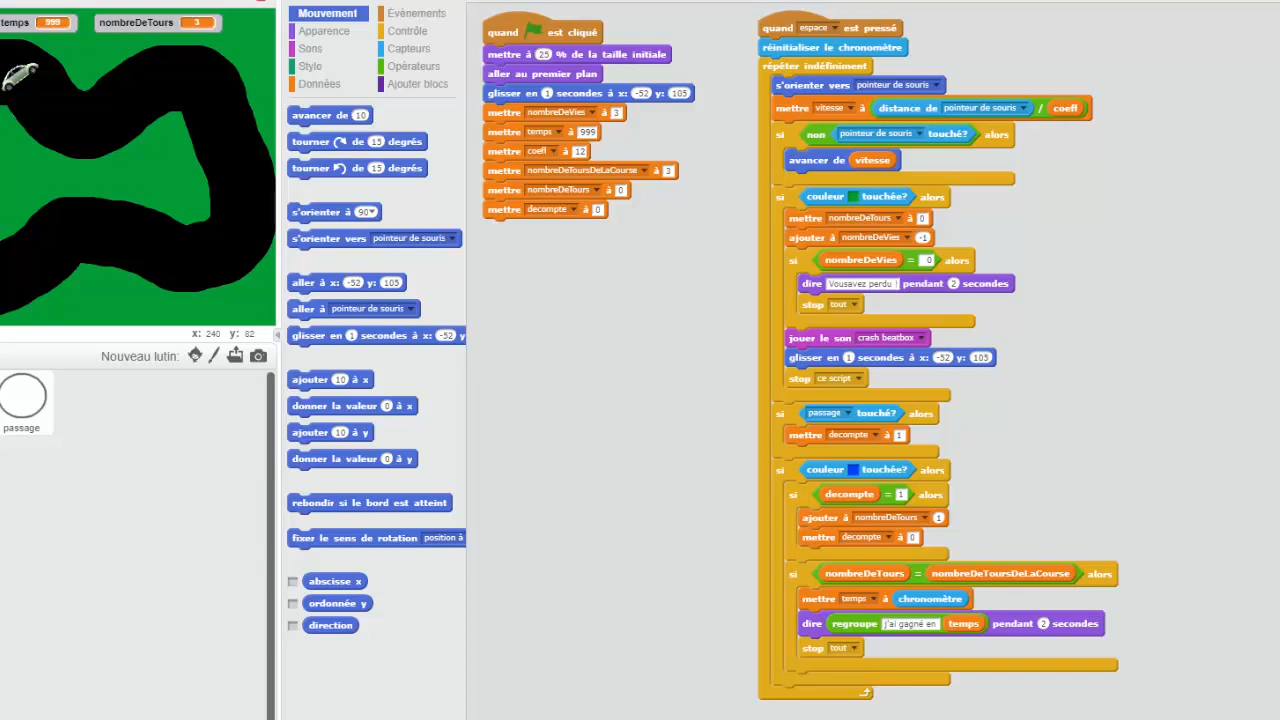 temps 999 nombreDeTours 3
x: 240 y: 82
Nouveau lutin:
passage
Mouvement Évènements
Apparence Contrôle
Sons Capteurs
Stylo Opérateurs
Données Ajouter blocs
avancer de 10
tourner de 15 degrés
tourner de 15 degrés
s'orienter à 90
s'orienter vers pointeur de souris
aller à x: -52 y: 105
aller à pointeur de souris
glisser en 1 secondes à x: -52 y
ajouter 10 à x
donner la valeur 0 à x
ajouter 10 à y
donner la valeur 0 à y
rebondir si le bord est atteint
fixer le sens de rotation position à
abscisse x
ordonnée y
direction
quand est cliqué
mettre à 25 % de la taille initiale
aller au premier plan
glisser en 1 secondes à x: -52 y: 105
mettre nombreDeVies à 3
mettre temps à 999
mettre coeff à 12
mettre nombreDeToursDeLaCourse à 3
mettre nombreDeTours à 0
mettre decompte à 0
quand espace est pressé
réinitialiser le chronomètre
répéter indéfiniment
s'orienter vers pointeur de souris
mettre vitesse à distance de pointeur de souris / coeff
si non pointeur de souris touché? alors
avancer de vitesse
si couleur touchée? alors
mettre nombreDeTours à 0
ajouter à nombreDeVies -1
si nombreDeVies = 0 alors
dire Vousavez perdu ! pendant 2 secondes
stop tout
jouer le son crash beatbox
glisser en 1 secondes à x: -52 y: 105
stop ce script
si passage touché? alors
mettre decompte à 1
si couleur touchée? alors
si decompte = 1 alors
ajouter à nombreDeTours 1
mettre decompte à 0
si nombreDeTours = nombreDeToursDeLaCourse alors
mettre temps à chronomètre
dire regroupe j'ai gagné en temps pendant 2 secondes
stop tout